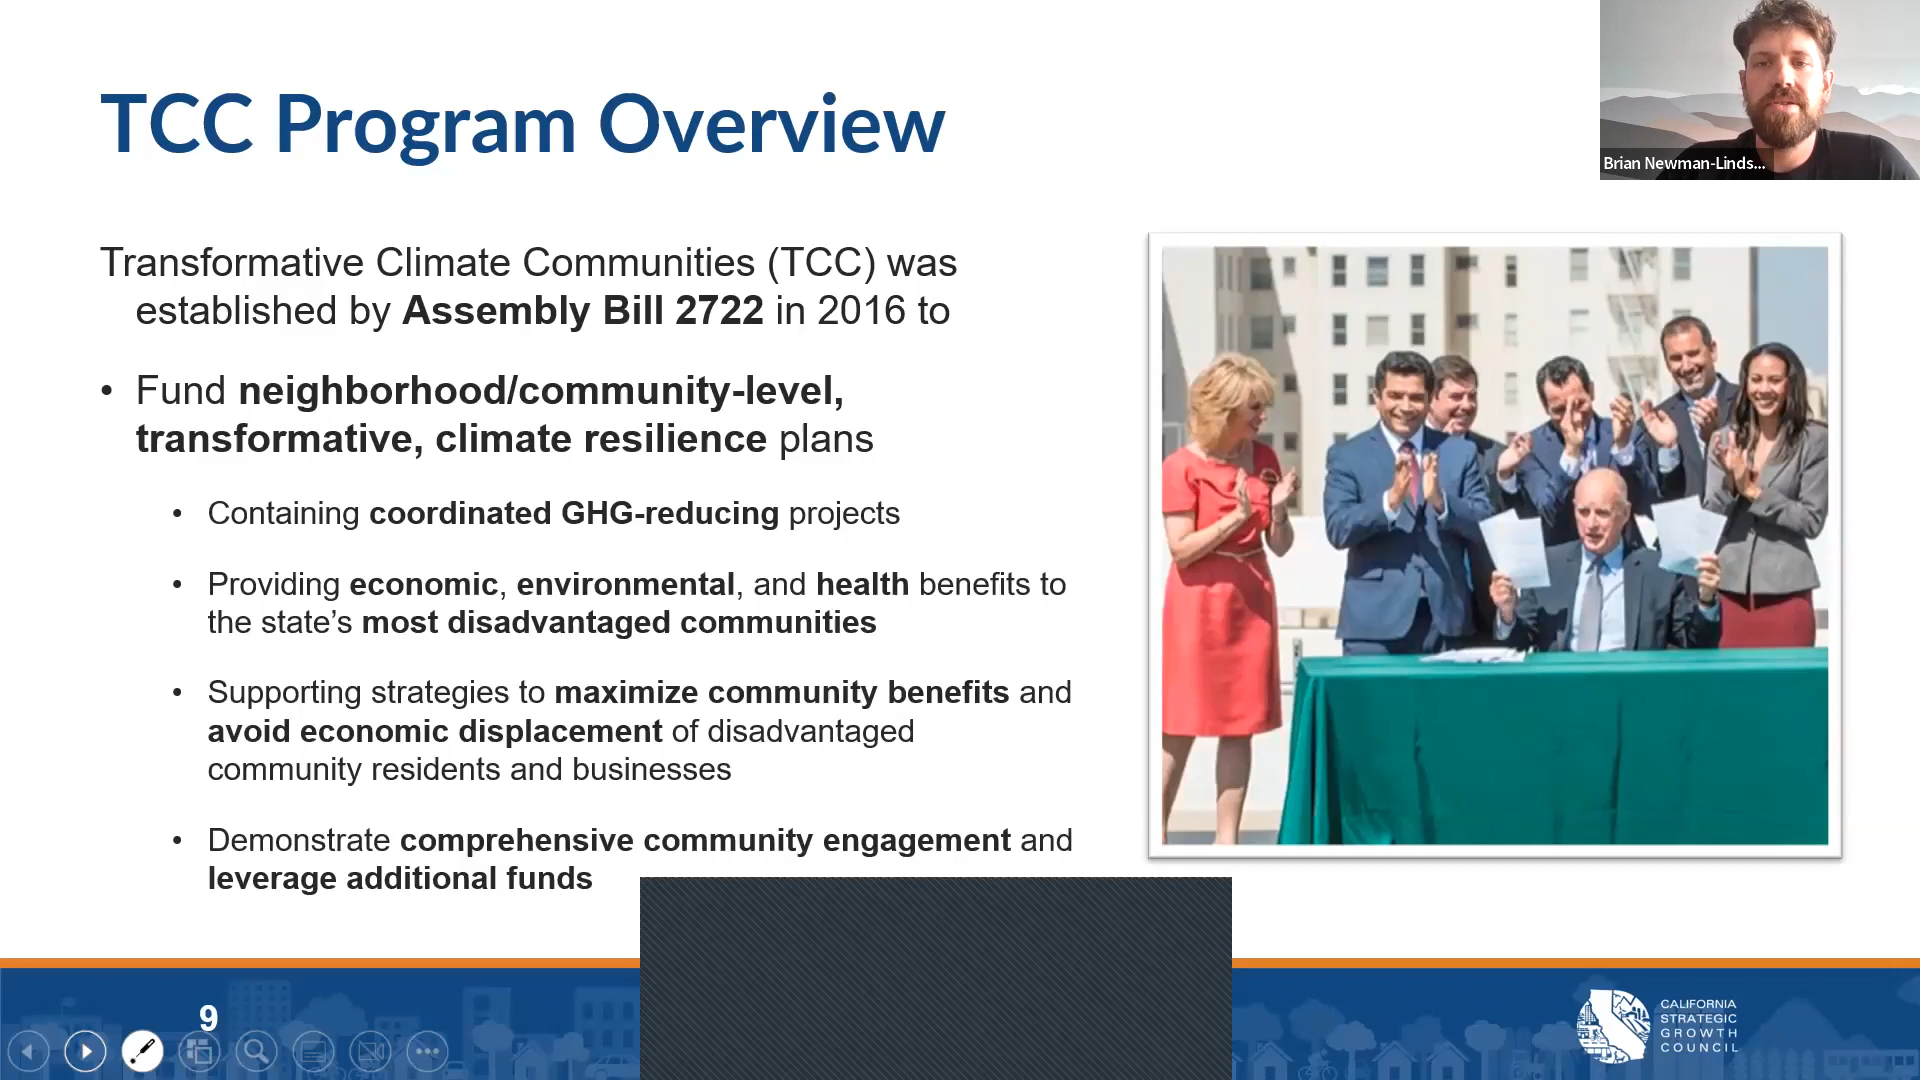 TCC Program Overview
Brian Newman-Linds...
Transformative Climate Communities (TCC) was
established by Assembly Bill 2722 in 2016 to
• Fund neighborhood/community-level,
transformative, climate resilience plans
• Containing coordinated GHG-reducing projects
• Providing economic, environmental, and health benefits to
the state’s most disadvantaged communities
• Supporting strategies to maximize community benefits and
avoid economic displacement of disadvantaged
community residents and businesses
• Demonstrate comprehensive community engagement and
leverage additional funds
9
CALIFORNIA
STRATEGIC
GROWTH
COUNCIL